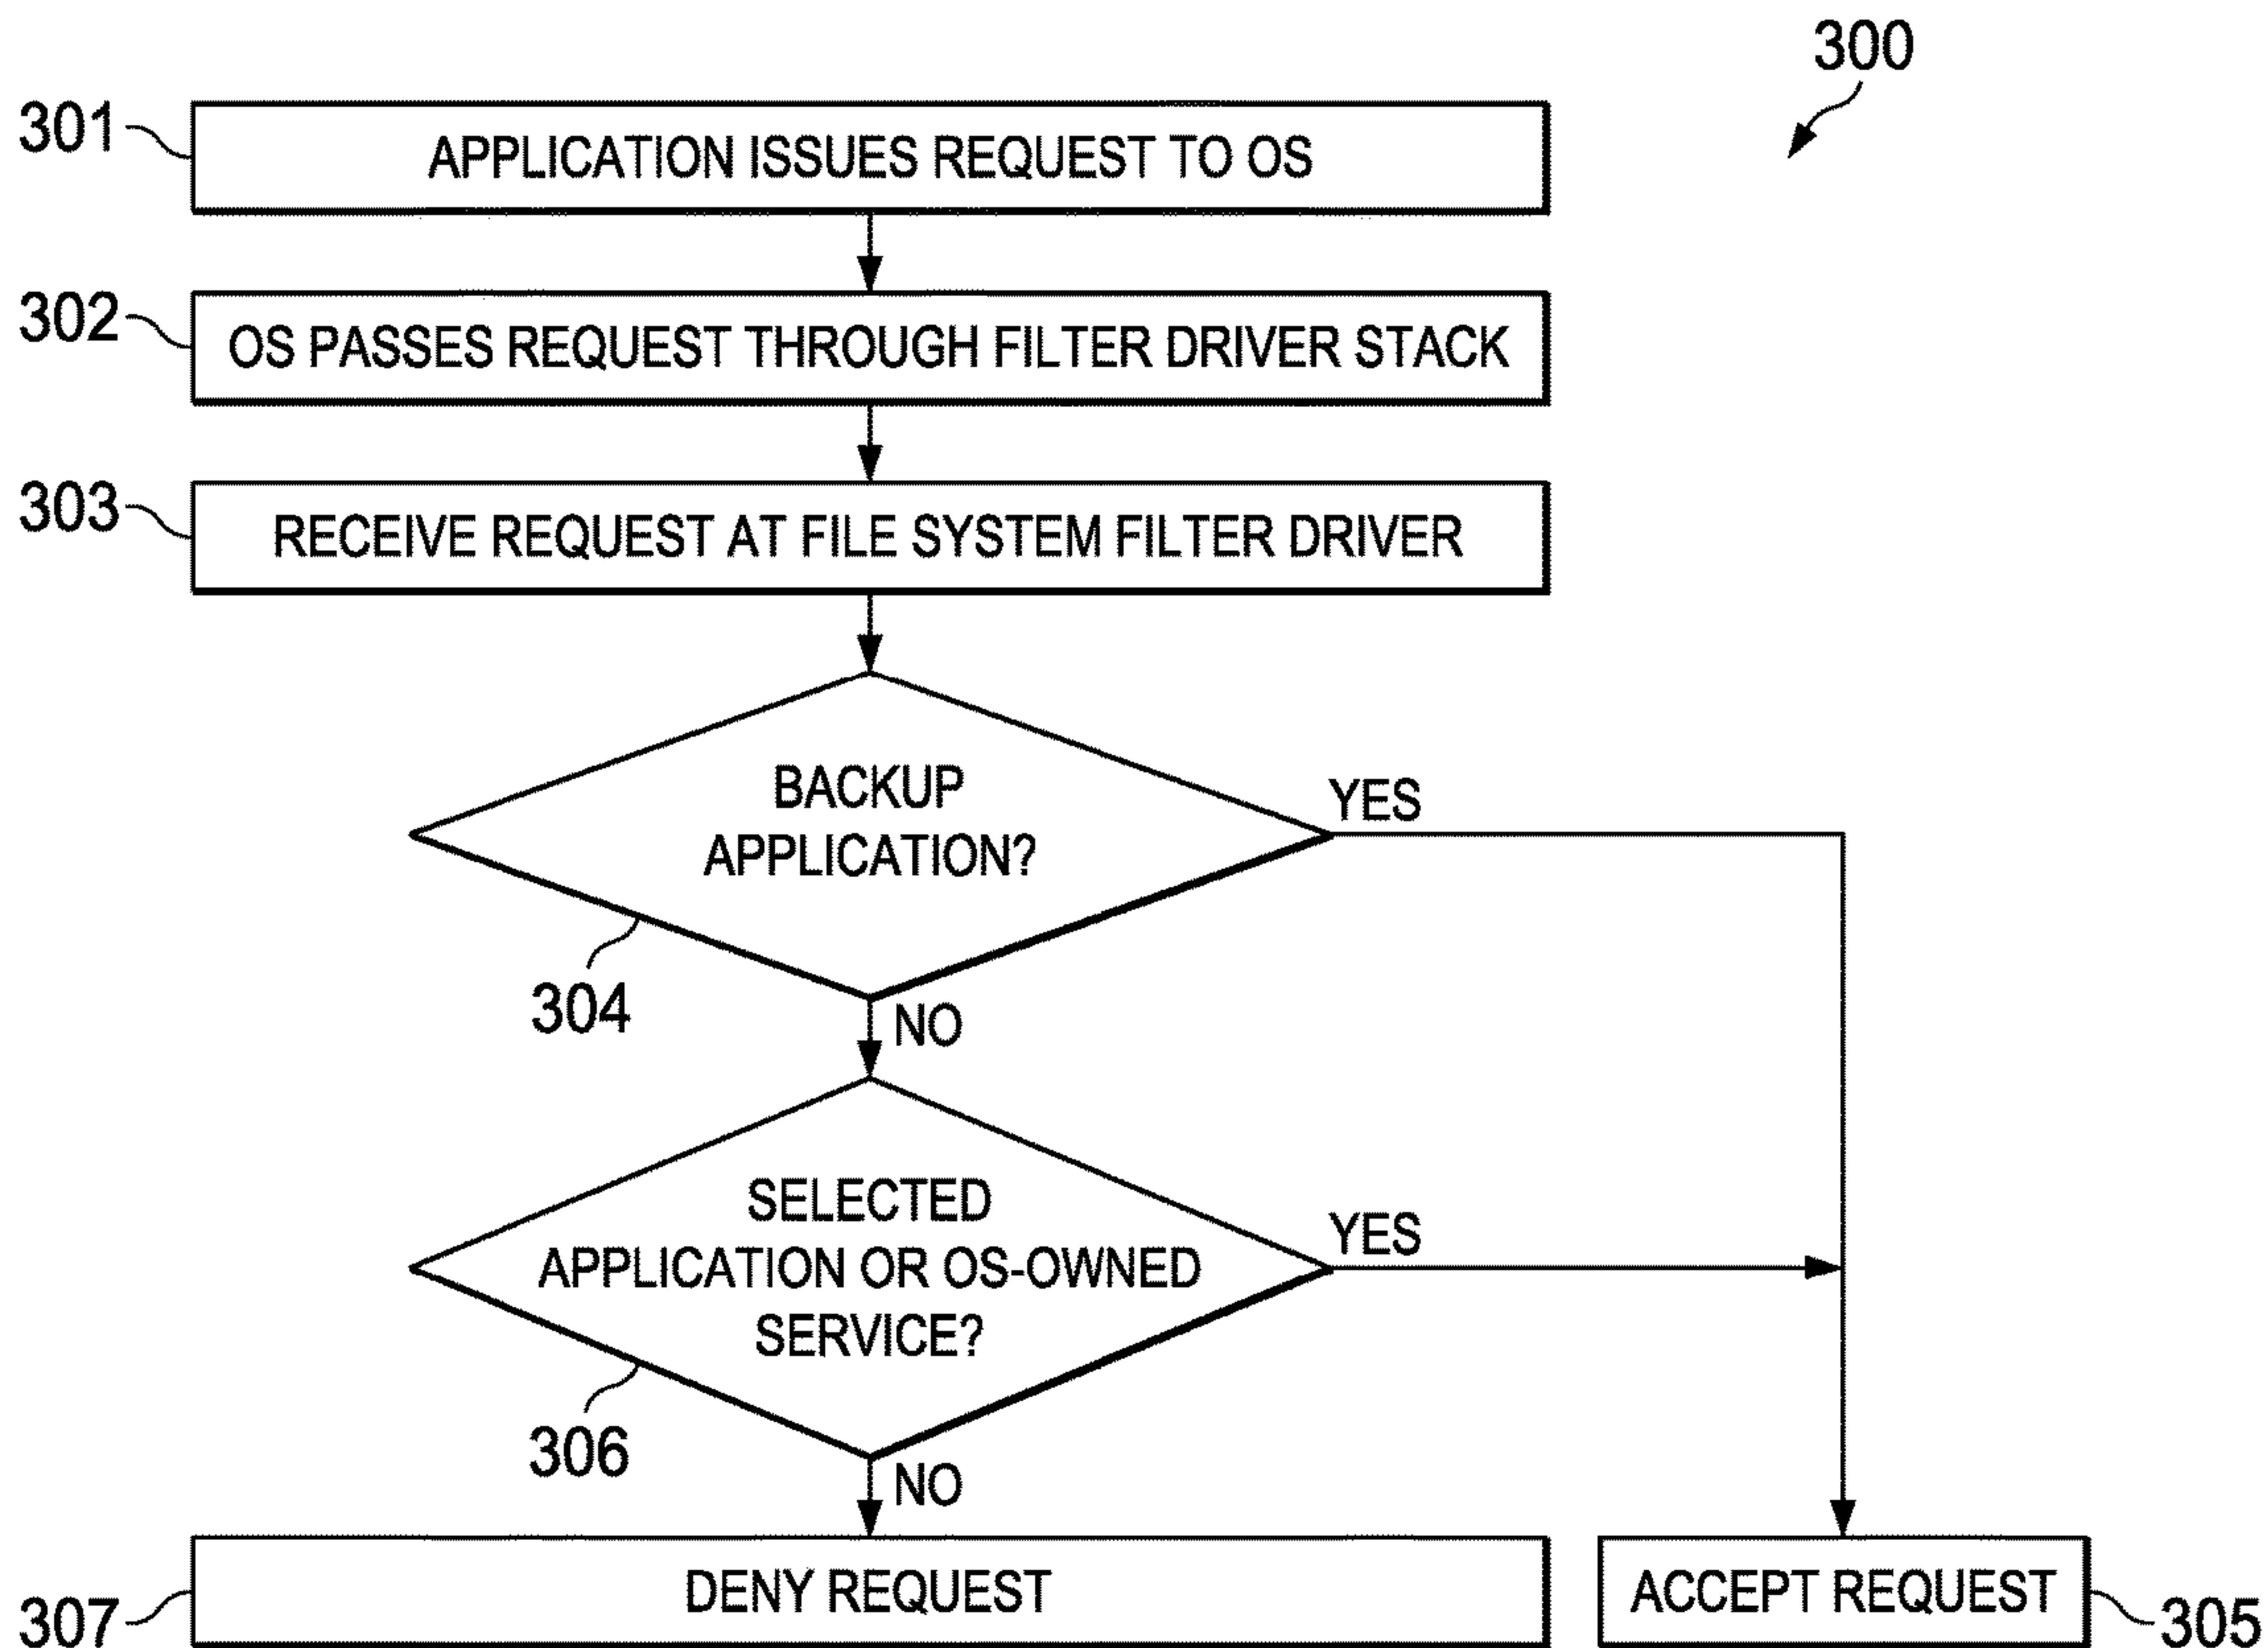 300
301
APPLICATION ISSUES REQUEST TO OS
302
OS PASSES REQUEST THROUGH FILTER DRIVER STACK
303
RECEIVE REQUEST AT FILE SYSTEM FILTER DRIVER
BACKUP
APPLICATION?
YES
304
NO
SELECTED
APPLICATION OR OS-OWNED
SERVICE?
YES
306
NO
307
DENY REQUEST
ACCEPT REQUEST
305